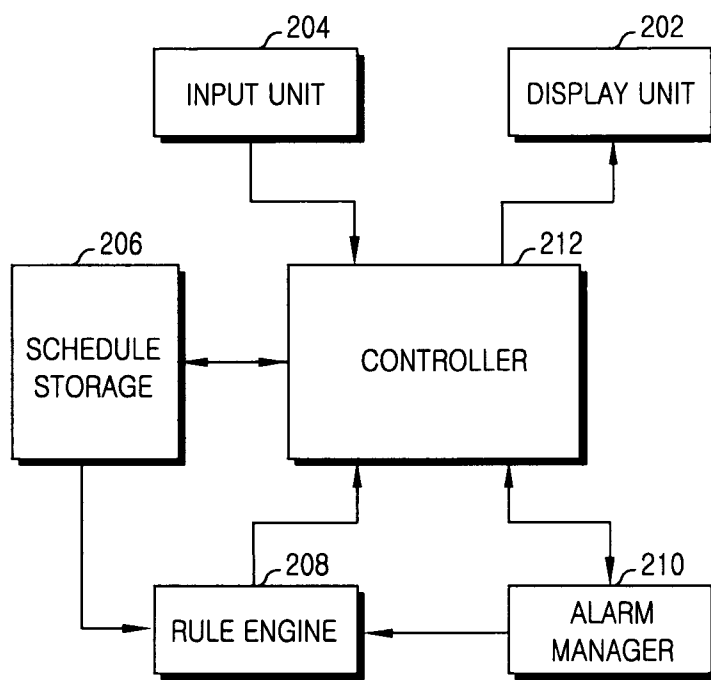 204
INPUT UNIT
202
DISPLAY UNIT
206
SCHEDULE
STORAGE
212
CONTROLLER
208
RULE ENGINE
210
ALARM
MANAGER